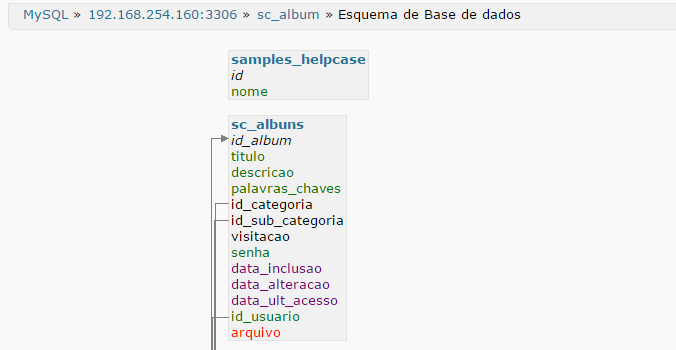 MySQL » 192.168.254.160:3306 » sc_album » Esquema de Base de dados
samples_helpcase
id
nome
sc_albuns
id_album
titulo
descricao
palavras_chaves
id_categoria
id_sub_categoria
visitacao
senha
data_inclusao
data_alteracao
data_ult_acesso
id_usuario
arquivo